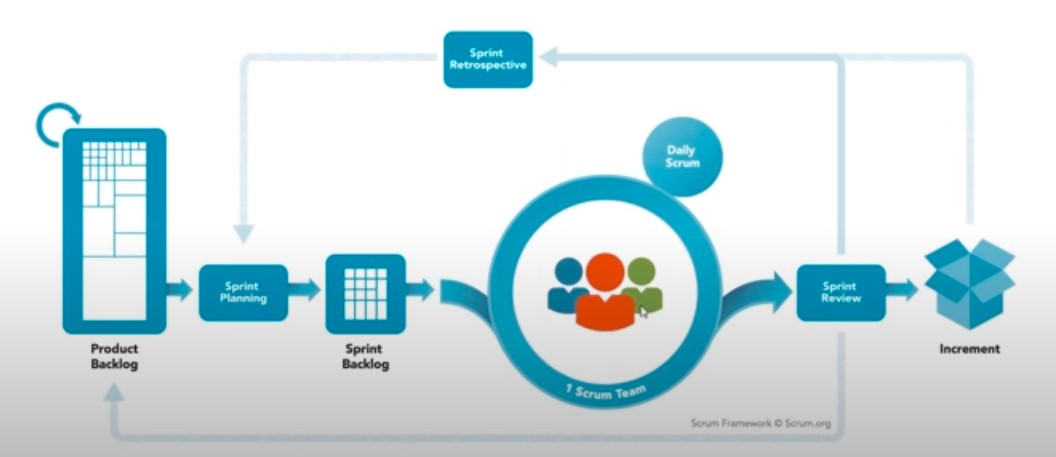 Sprint
Retrospective
Daily
Scrum
Sprint
Planning
Sprint
Review
Product
Backlog
Sprint
Backlog
Increment
1 Scrum Team
Scrum Framework © Scrum.org